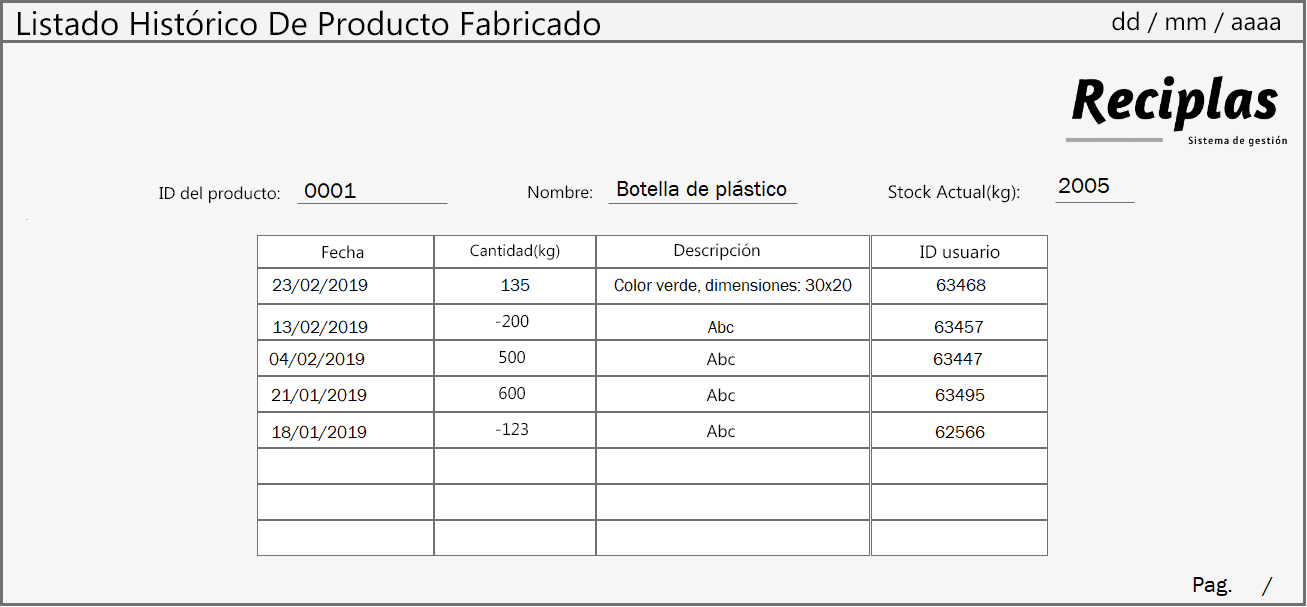 Listado Histórico De Producto Fabricado dd / mm / aaaa
Reciplas
Sistema de gestión
ID del producto: 0001 Nombre: Botella de plástico Stock Actual(kg): 2005
Fecha Cantidad(kg) Descripción ID usuario
23/02/2019 135 Color verde, dimensiones: 30x20 63468
13/02/2019 -200 Abc 63457
04/02/2019 500 Abc 63447
21/01/2019 600 Abc 63495
18/01/2019 -123 Abc 62566
Pag. /